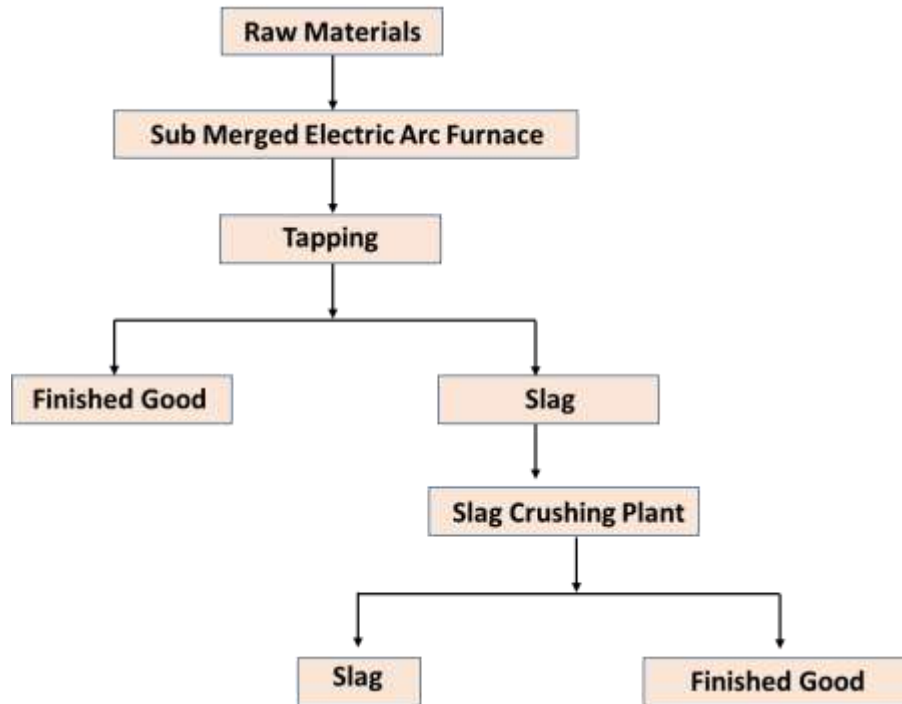 Raw Materials
Sub Merged Electric Arc Furnace
Tapping
Finished Good
Slag
Slag Crushing Plant
Slag
Finished Good